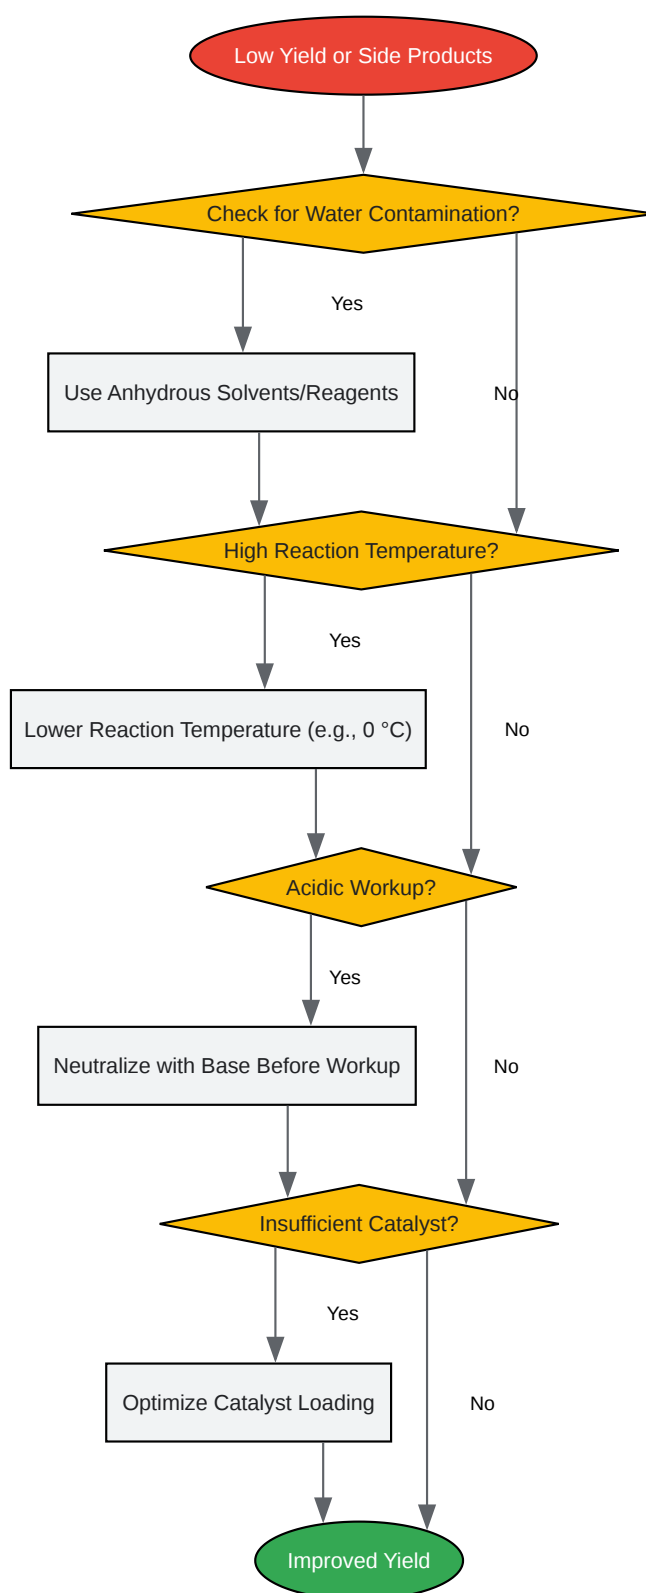 Low Yield or Side Products
Check for Water Contamination?
Yes
Use Anhydrous Solvents/Reagents
No
High Reaction Temperature?
Yes
Lower Reaction Temperature (e.g., 0 °C)
No
Acidic Workup?
Yes
Neutralize with Base Before Workup
No
Insufficient Catalyst?
Yes
Optimize Catalyst Loading
No
Improved Yield